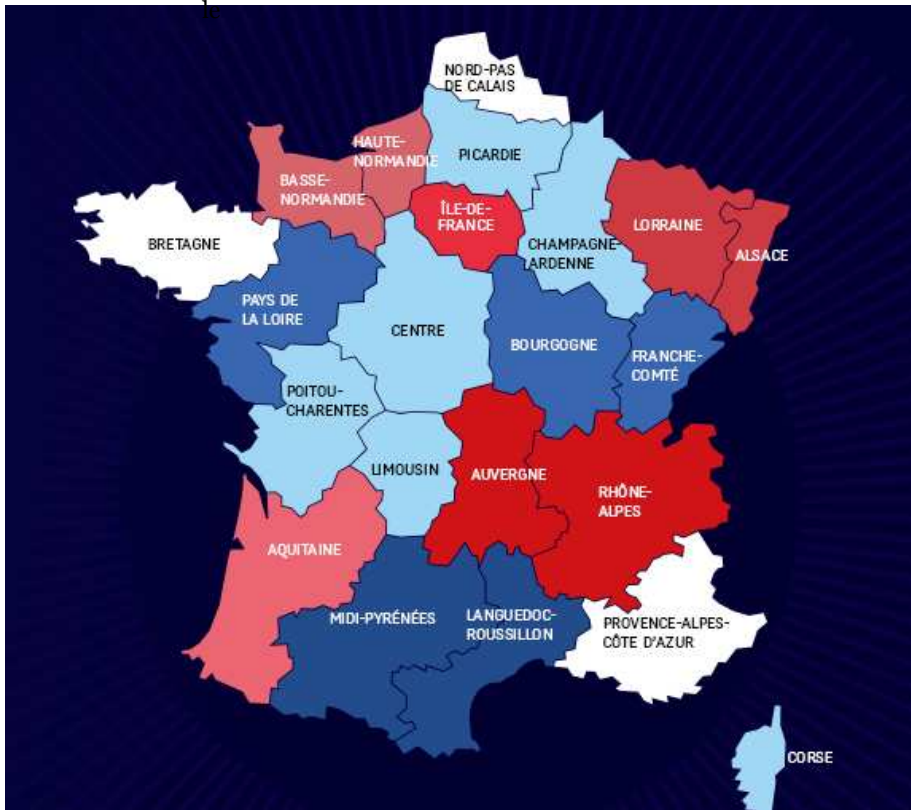 NORD-PAS
DE CALAIS
HAUTE-
NORMANDIE
PICARDIE
BASSE-
NORMANDIE
ÎLE-DE-
FRANCE
LORRAINE
BRETAGNE
CHAMPAGNE-
ARDENNE
ALSACE
PAYS DE
LA LOIRE
CENTRE
BOURGOGNE
FRANCHE-
COMTÉ
POITOU-
CHARENTES
LIMOUSIN
AUVERGNE
RHÔNE-
ALPES
AQUITAINE
MIDI-PYRÉNÉES
LANGUEDOC-
ROUSSILLON
PROVENCE-ALPES-
CÔTE D'AZUR
CORSE